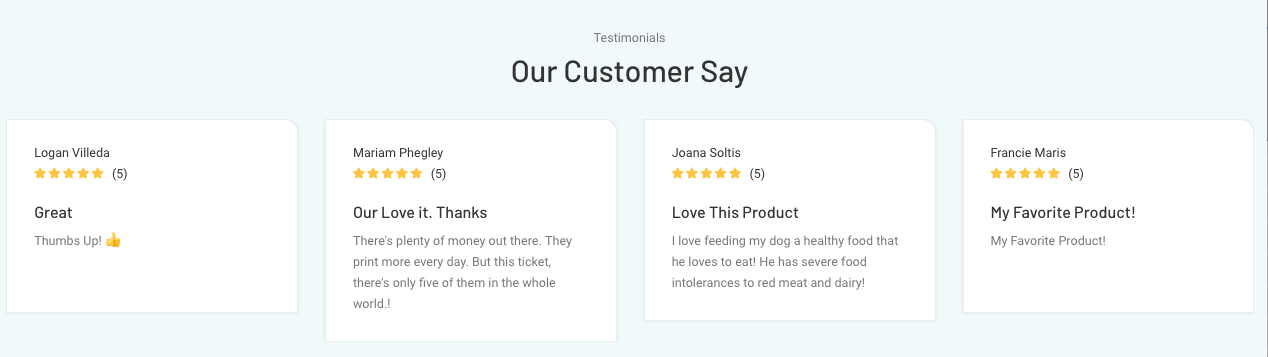 Testimonials
Our Customer Say
Logan Villeda
(5)
Great
Thumbs Up! 👍
Mariam Phegley
(5)
Our Love it. Thanks
There's plenty of money out there. They
print more every day. But this ticket,
there's only five of them in the whole
world.!
Joana Soltis
(5)
Love This Product
I love feeding my dog a healthy food that
he loves to eat! He has severe food
intolerances to red meat and dairy!
Francie Maris
(5)
My Favorite Product!
My Favorite Product!